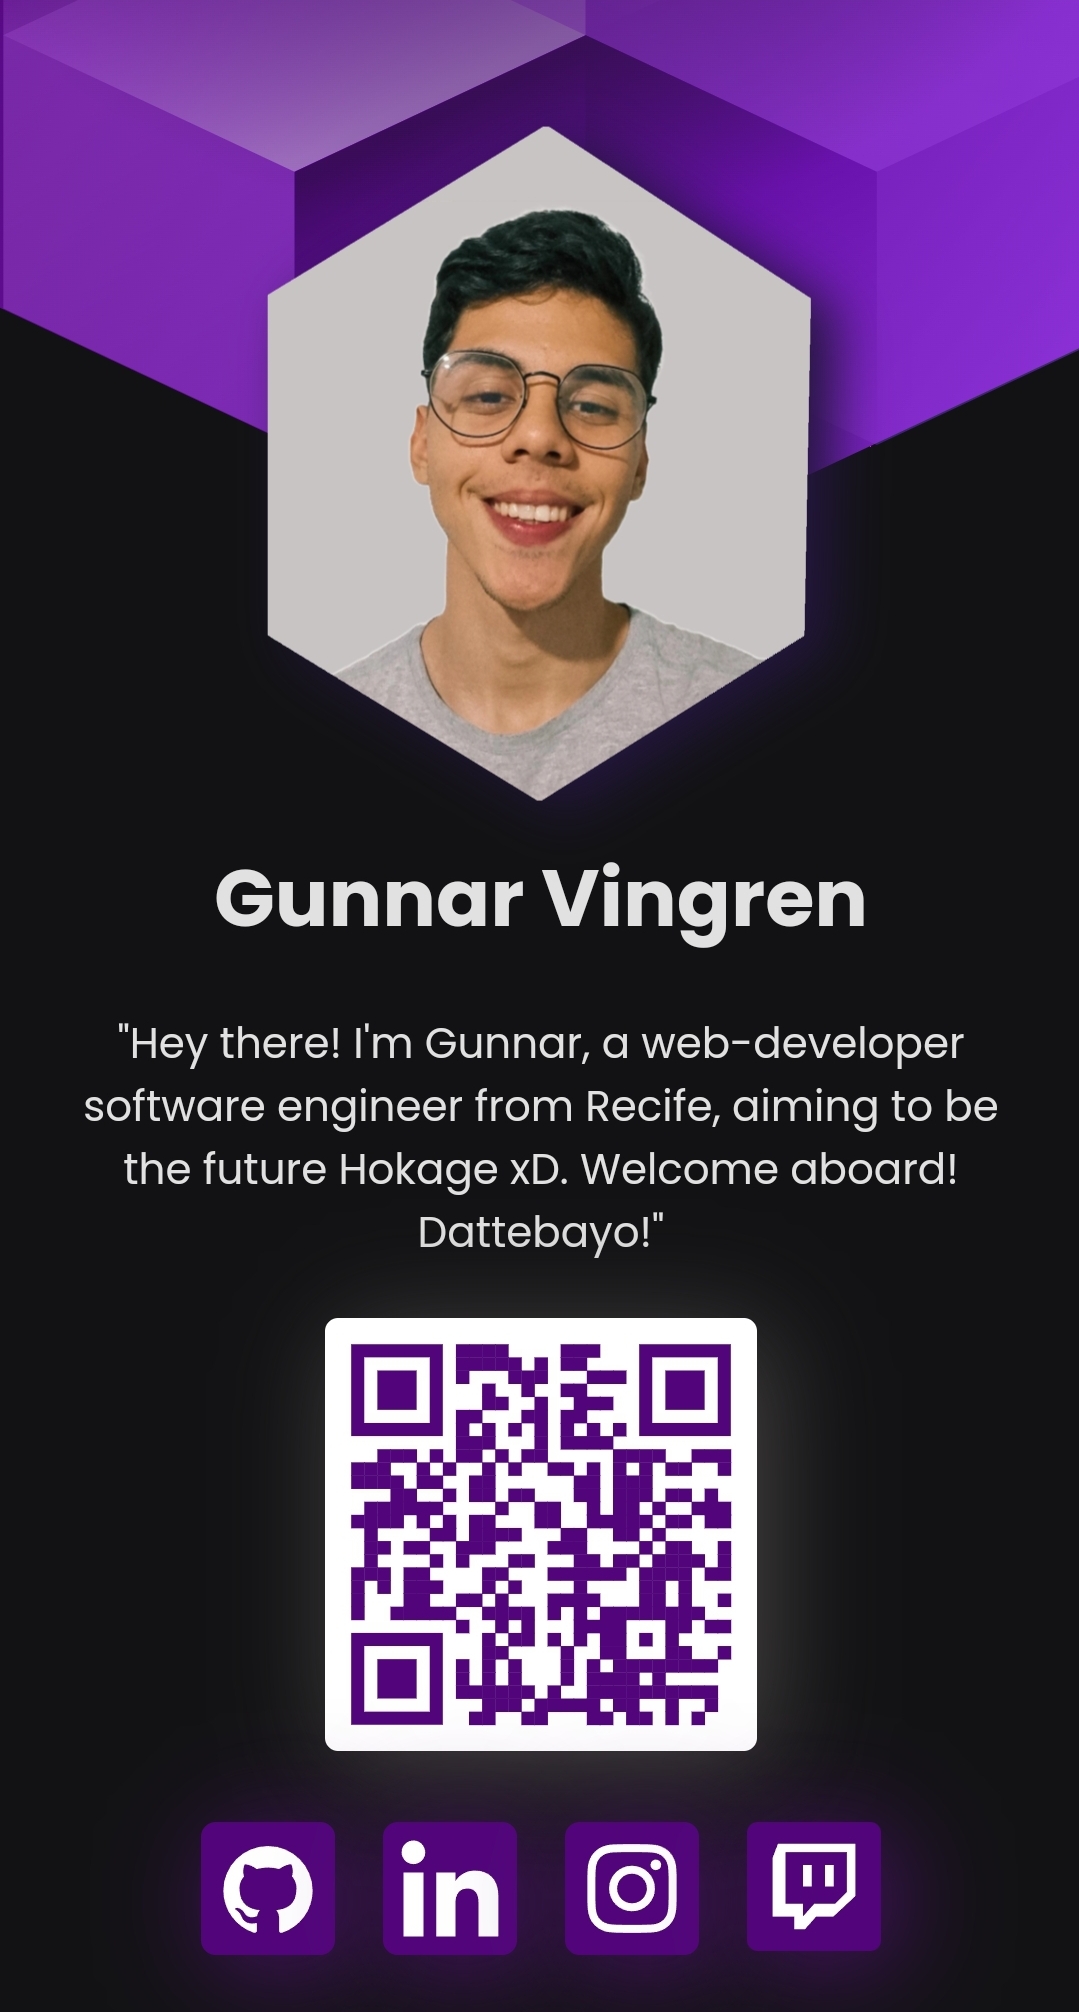 Gunnar Vingren
"Hey there! I'm Gunnar, a web-developer
software engineer from Recife, aiming to be
the future Hokage xD. Welcome aboard!
Dattebayo!"
in